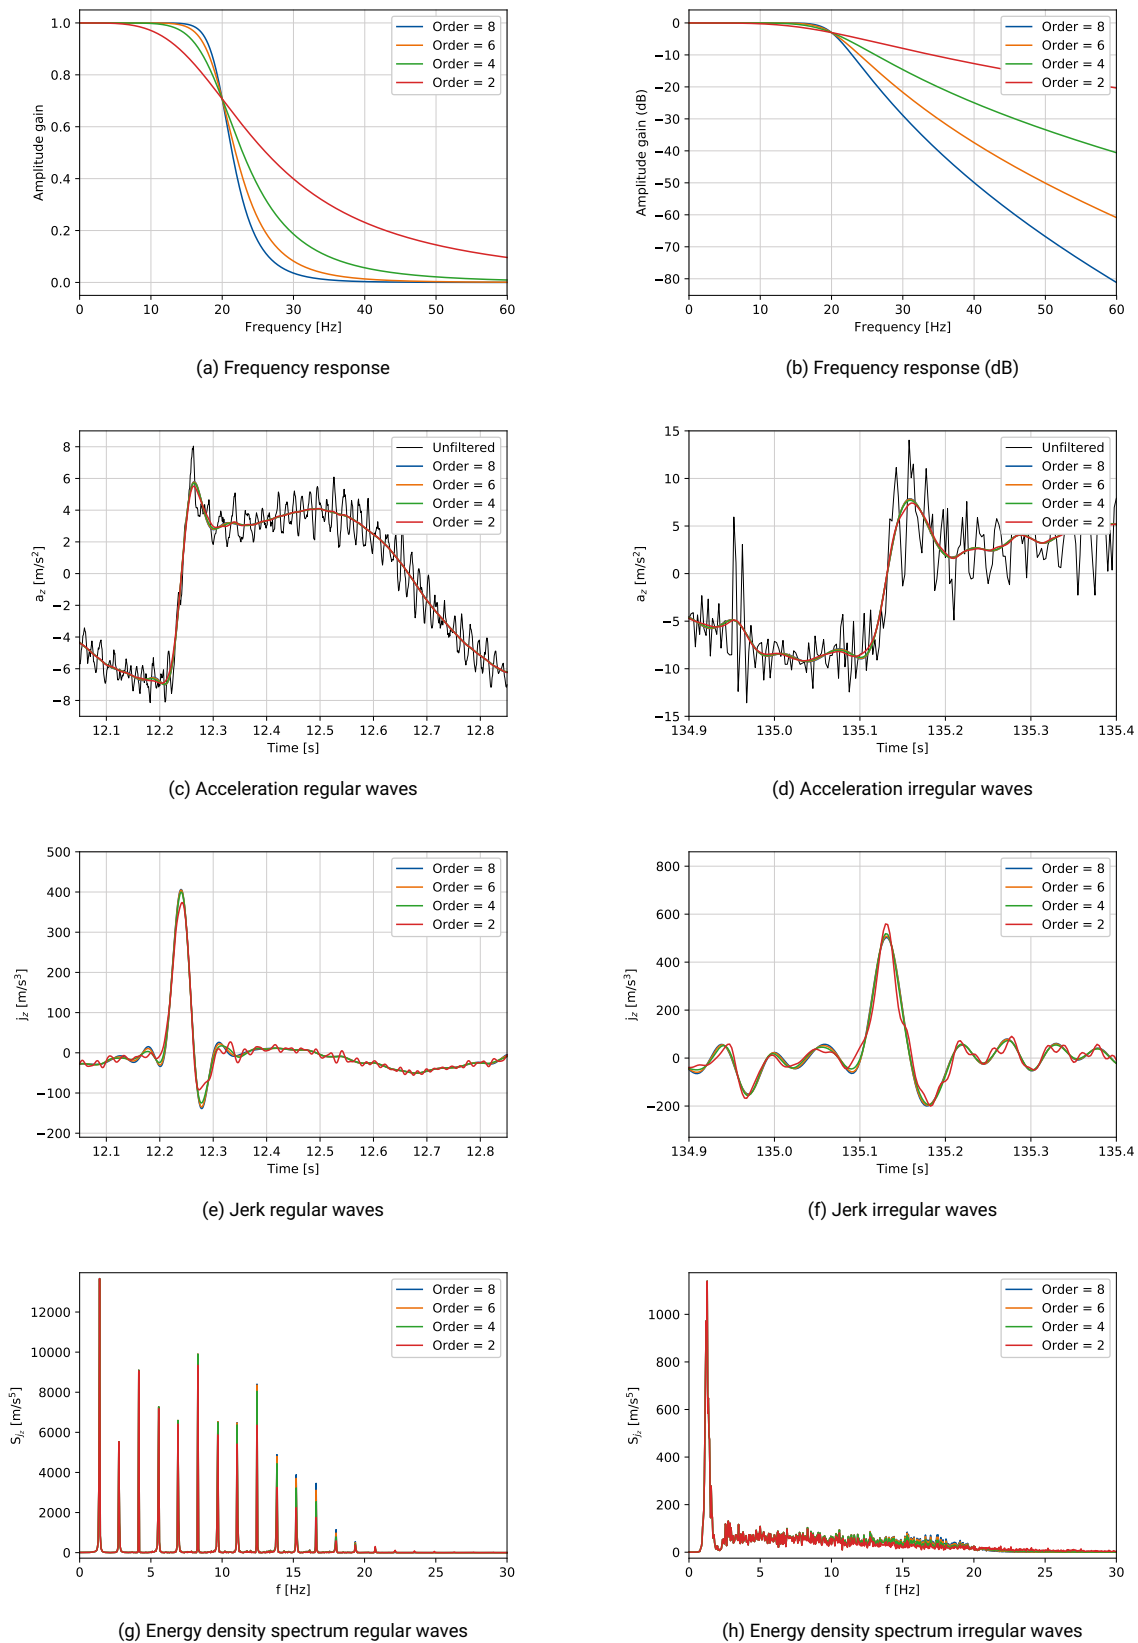 1.0
0.8
0.6
0.4
0.2
0.0
Amplitude gain
0 10 20 30 40 50 60
Frequency [Hz]
Order = 8
Order = 6
Order = 4
Order = 2
(a) Frequency response
0
−10
−20
−30
−40
−50
−60
−70
−80
Amplitude gain (dB)
0 10 20 30 40 50 60
Frequency [Hz]
Order = 8
Order = 6
Order = 4
Order = 2
(b) Frequency response (dB)
8
6
4
2
0
−2
−4
−6
−8
a_z [m/s²]
12.1 12.2 12.3 12.4 12.5 12.6 12.7 12.8
Time [s]
Unfiltered
Order = 8
Order = 6
Order = 4
Order = 2
(c) Acceleration regular waves
15
10
5
0
−5
−10
−15
a_z [m/s²]
134.9 135.0 135.1 135.2 135.3 135.4
Time [s]
Unfiltered
Order = 8
Order = 6
Order = 4
Order = 2
(d) Acceleration irregular waves
500
400
300
200
100
0
−100
−200
j_z [m/s³]
12.1 12.2 12.3 12.4 12.5 12.6 12.7 12.8
Time [s]
Order = 8
Order = 6
Order = 4
Order = 2
(e) Jerk regular waves
800
600
400
200
0
−200
j_z [m/s³]
134.9 135.0 135.1 135.2 135.3 135.4
Time [s]
Order = 8
Order = 6
Order = 4
Order = 2
(f) Jerk irregular waves
12000
10000
8000
6000
4000
2000
0
S_{j_z} [m/s⁵]
0 5 10 15 20 25 30
f [Hz]
Order = 8
Order = 6
Order = 4
Order = 2
(g) Energy density spectrum regular waves
1000
800
600
400
200
0
S_{j_z} [m/s⁵]
0 5 10 15 20 25 30
f [Hz]
Order = 8
Order = 6
Order = 4
Order = 2
(h) Energy density spectrum irregular waves